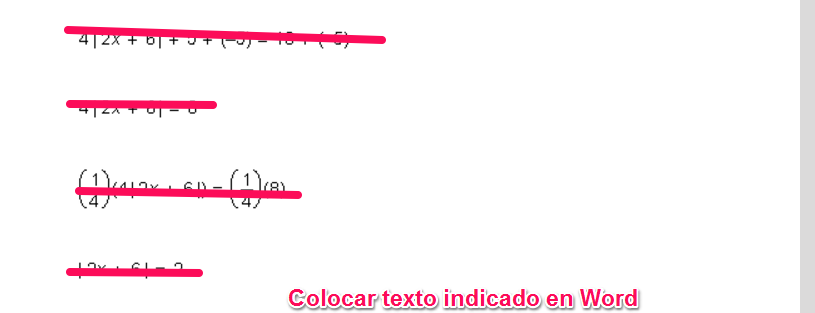 4|2x + 6| + 5 + (–5) = 13 + (–5)
4|2x + 6| = 8
(1/4)(4|2x + 6|) = (1/4)(8)
|2x + 6| = 2
Colocar texto indicado en Word